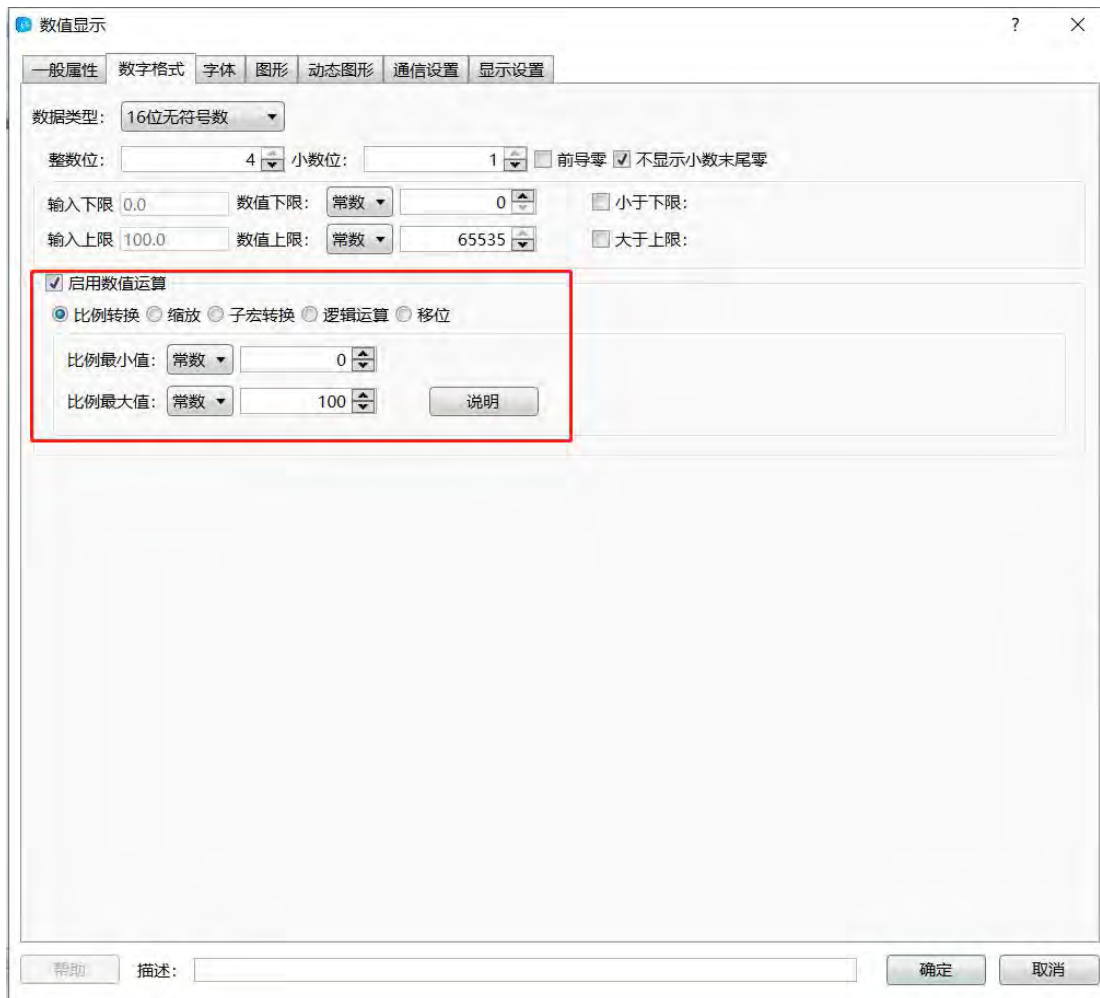 数值显示 ?
一般属性 数字格式 字体 图形 动态图形 通信设置 显示设置
数据类型: 16位无符号数
整数位: 4 小数位: 1 前导零 不显示小数末尾零
输入下限 0.0 数值下限: 常数 0 小于下限:
输入上限 100.0 数值上限: 常数 65535 大于上限:
启用数值运算
比例转换 缩放 子宏转换 逻辑运算 移位
比例最小值: 常数 0
比例最大值: 常数 100 说明
帮助 描述: 确定 取消